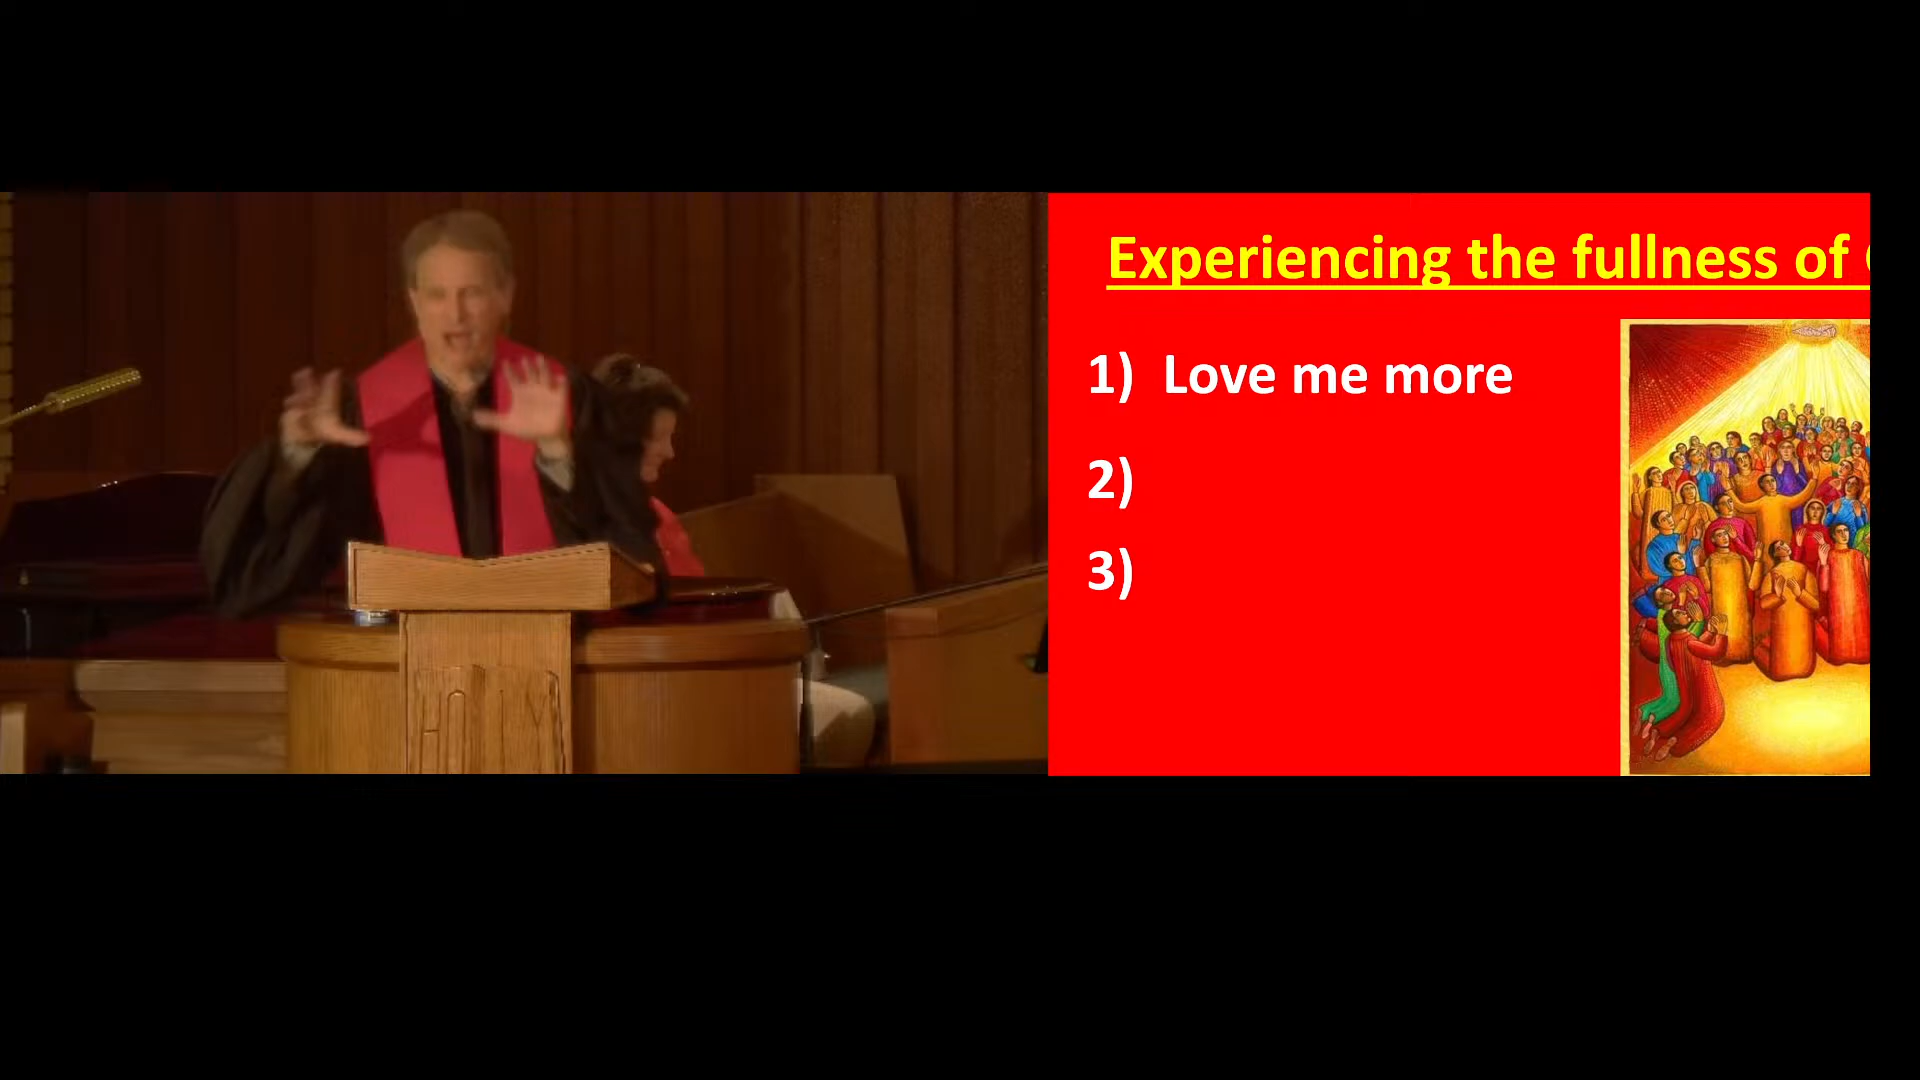 Experiencing the fullness of
1) Love me more
2)
3)